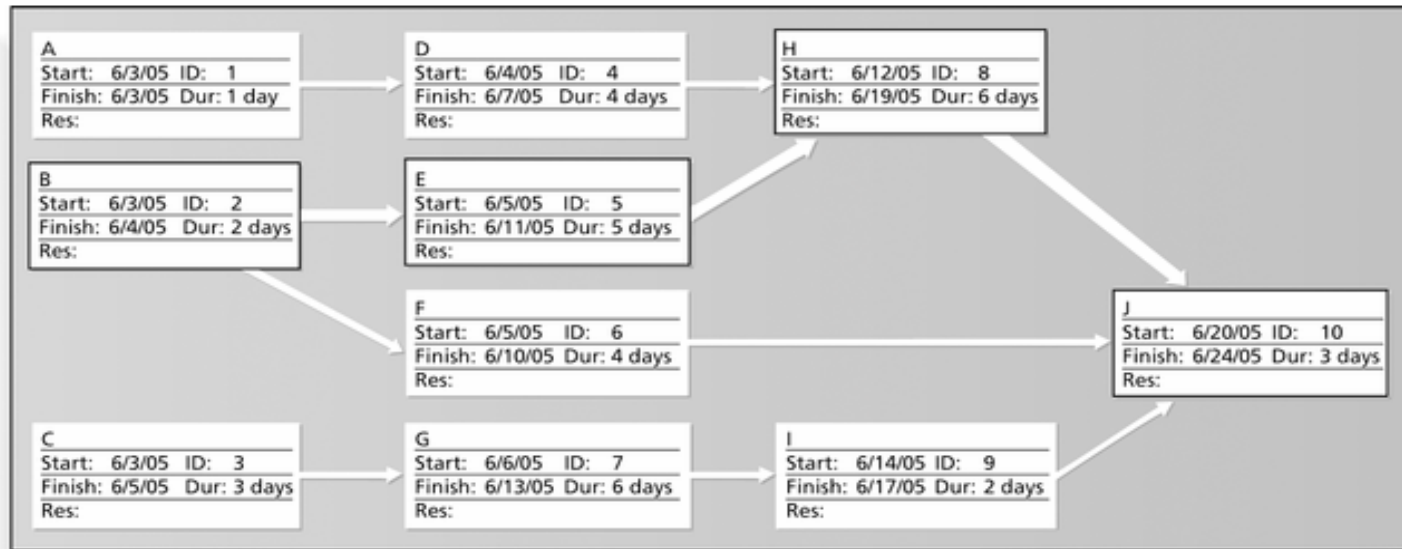 A
Start: 6/3/05 ID: 1
Finish: 6/3/05 Dur: 1 day
Res:
D
Start: 6/4/05 ID: 4
Finish: 6/7/05 Dur: 4 days
Res:
H
Start: 6/12/05 ID: 8
Finish: 6/19/05 Dur: 6 days
Res:
B
Start: 6/3/05 ID: 2
Finish: 6/4/05 Dur: 2 days
Res:
E
Start: 6/5/05 ID: 5
Finish: 6/11/05 Dur: 5 days
Res:
F
Start: 6/5/05 ID: 6
Finish: 6/10/05 Dur: 4 days
Res:
J
Start: 6/20/05 ID: 10
Finish: 6/24/05 Dur: 3 days
Res:
C
Start: 6/3/05 ID: 3
Finish: 6/5/05 Dur: 3 days
Res:
G
Start: 6/6/05 ID: 7
Finish: 6/13/05 Dur: 6 days
Res:
I
Start: 6/14/05 ID: 9
Finish: 6/17/05 Dur: 2 days
Res: